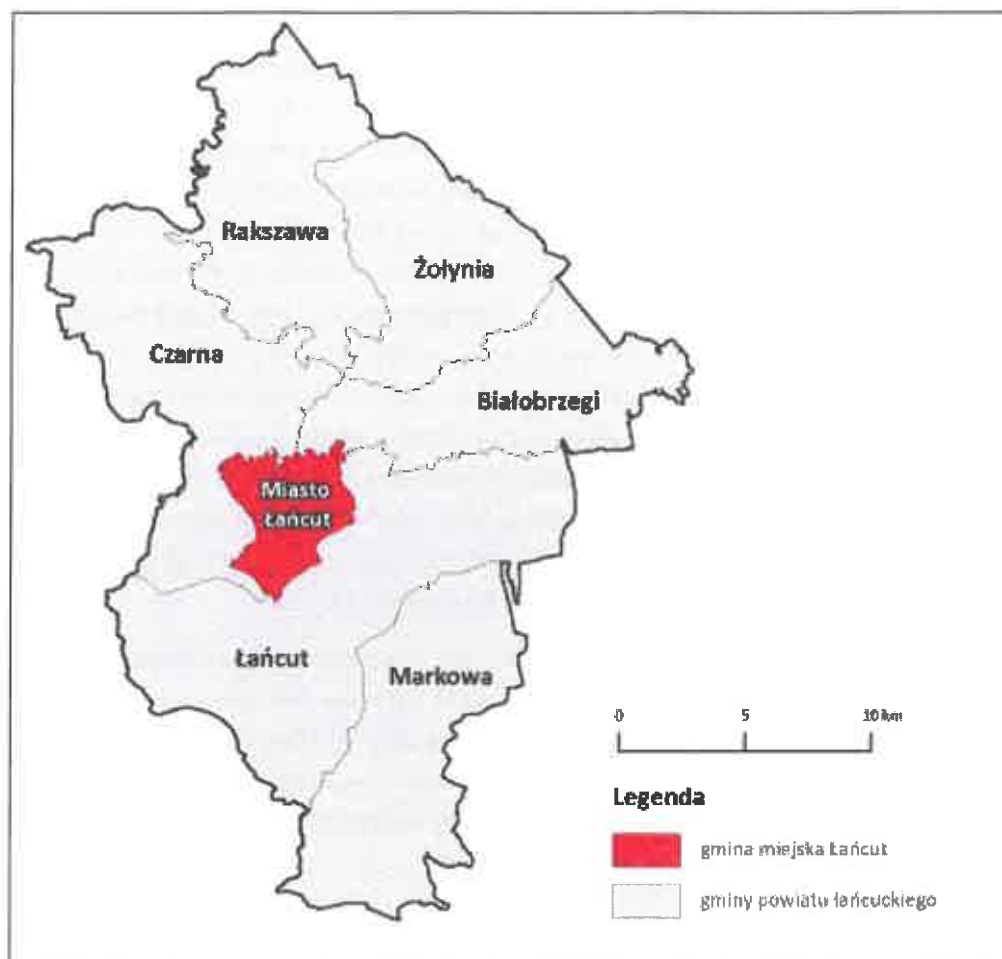 Rakszawa
Żołynia
Czarna
Białobrzegi
Miasto
Łańcut
Łańcut
Markowa
0 5 10 km
Legenda
gmina miejska Łańcut
gminy powiatu łańcuckiego